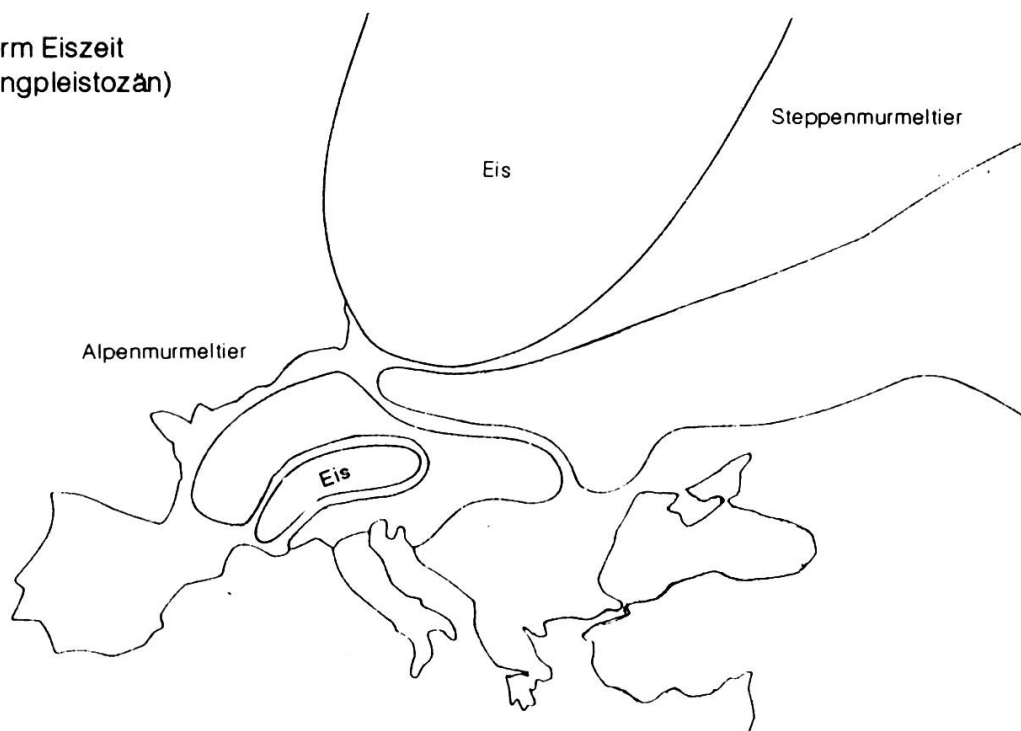 rm Eiszeit
ngpleistozän)
Steppenmurmeltier
Eis
Alpenmurmeltier
Eis